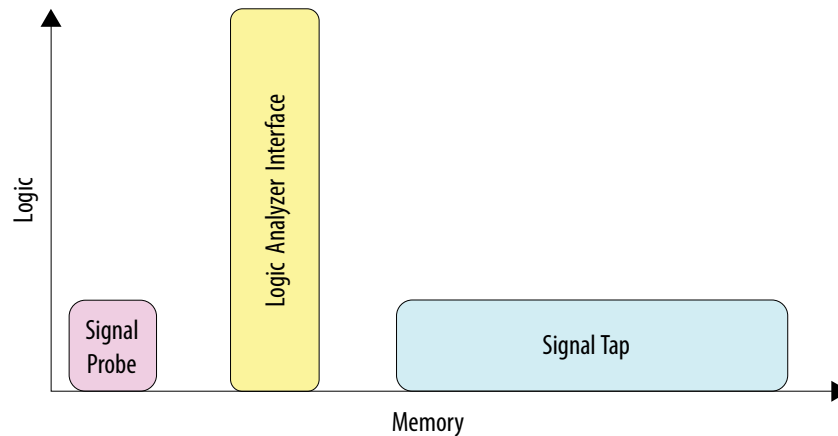 Logic
Signal
Probe
Logic Analyzer Interface
Signal Tap
Memory